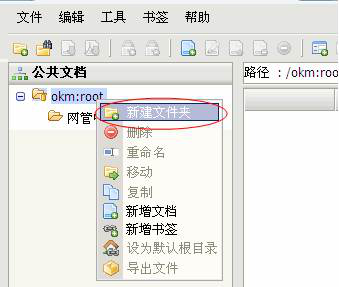 文件 编辑 工具 书签 帮助
公共文档
路径 : /okm:roo
okm:root
网管
新建文件夹
删除
重命名
移动
复制
新增文档
新增书签
设为默认根目录
导出文件